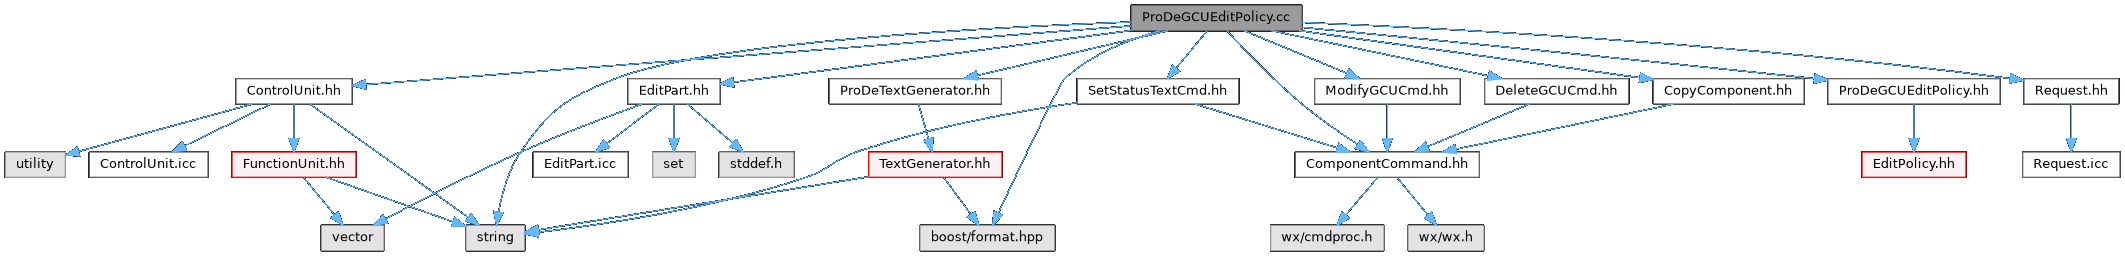 ProDeGCUEditPolicy.cc
ControlUnit.hh
EditPart.hh
ProDeTextGenerator.hh
SetStatusTextCmd.hh
ModifyGCUCmd.hh
DeleteGCUCmd.hh
CopyComponent.hh
ProDeGCUEditPolicy.hh
Request.hh
utility
ControlUnit.icc
FunctionUnit.hh
EditPart.icc
set
stddef.h
TextGenerator.hh
ComponentCommand.hh
EditPolicy.hh
Request.icc
vector
string
boost/format.hpp
wx/cmdproc.h
wx/wx.h